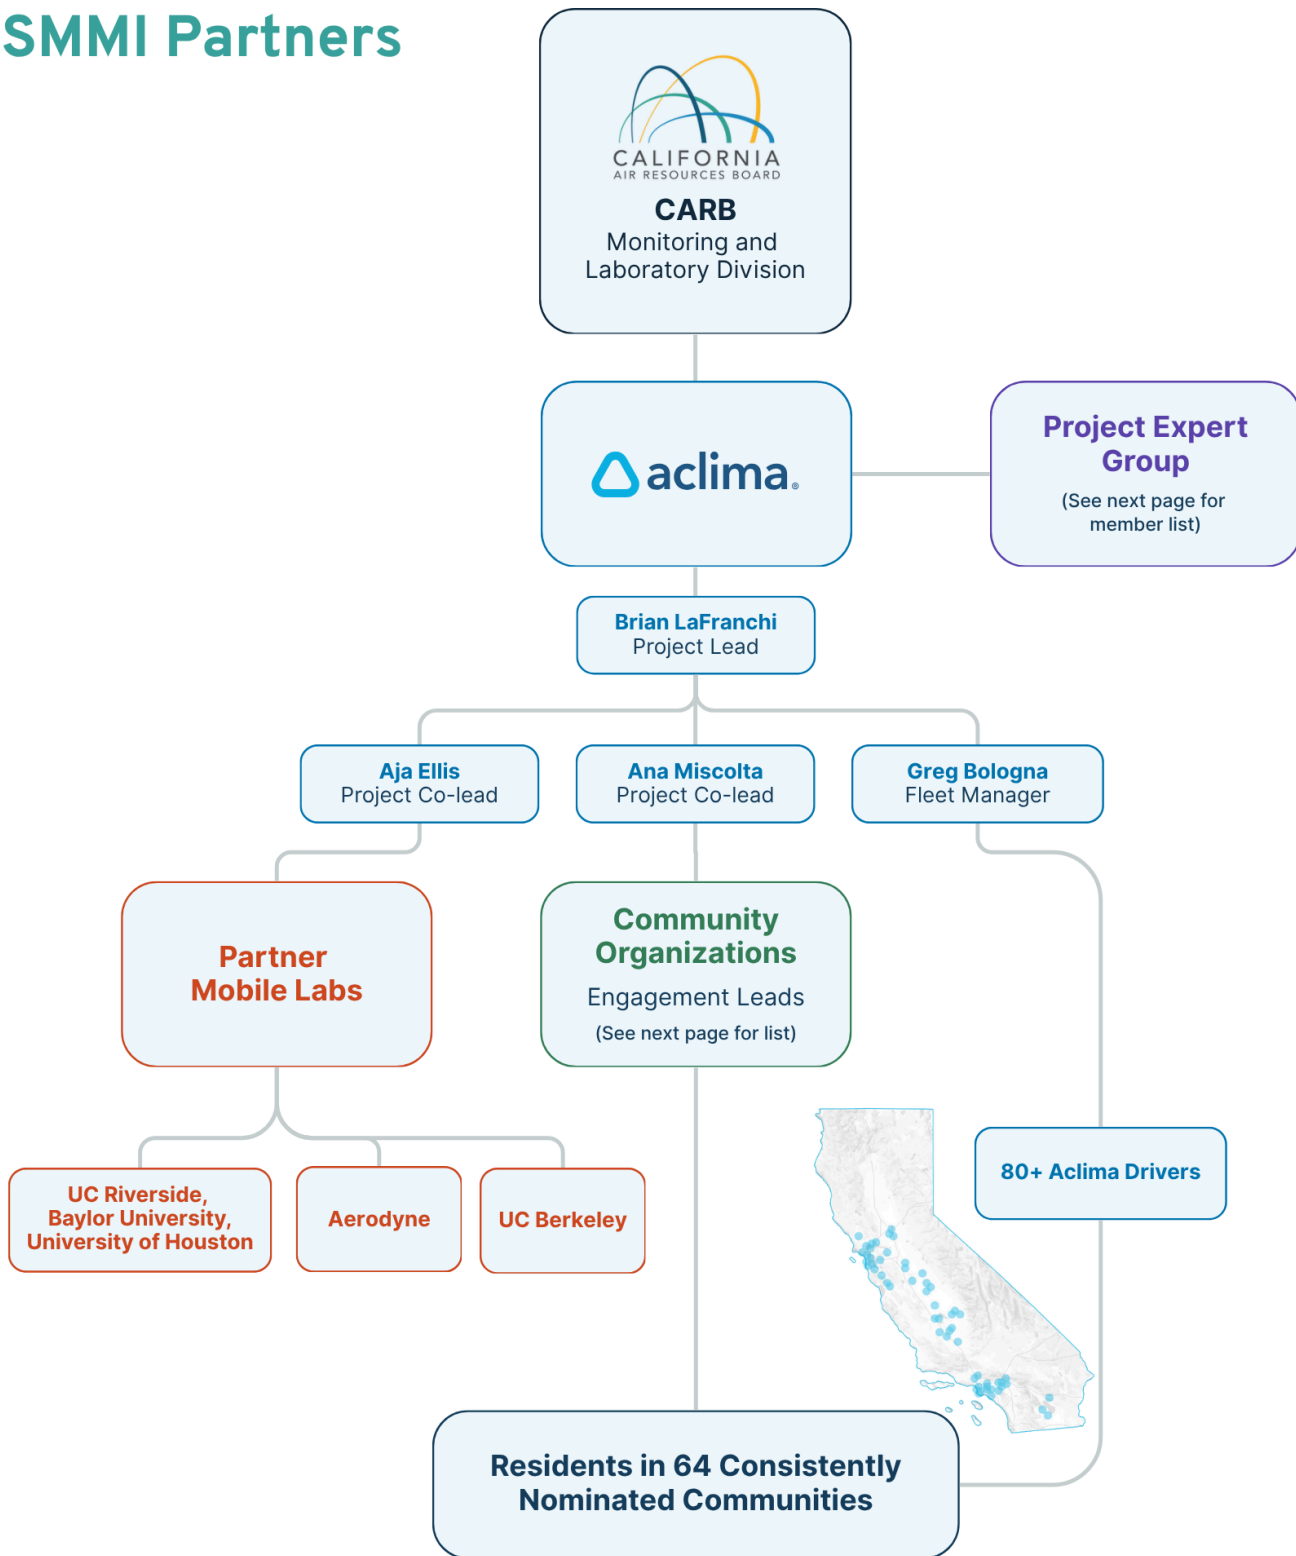 SMMI Partners
CALIFORNIA
AIR RESOURCES BOARD
CARB
Monitoring and
Laboratory Division
aclima®
Project Expert
Group
(See next page for
member list)
Brian LaFranchi
Project Lead
Aja Ellis
Project Co-lead
Ana Miscolta
Project Co-lead
Greg Bologna
Fleet Manager
Partner
Mobile Labs
Community
Organizations
Engagement Leads
(See next page for list)
UC Riverside,
Baylor University,
University of Houston
Aerodyne
UC Berkeley
80+ Aclima Drivers
Residents in 64 Consistently
Nominated Communities